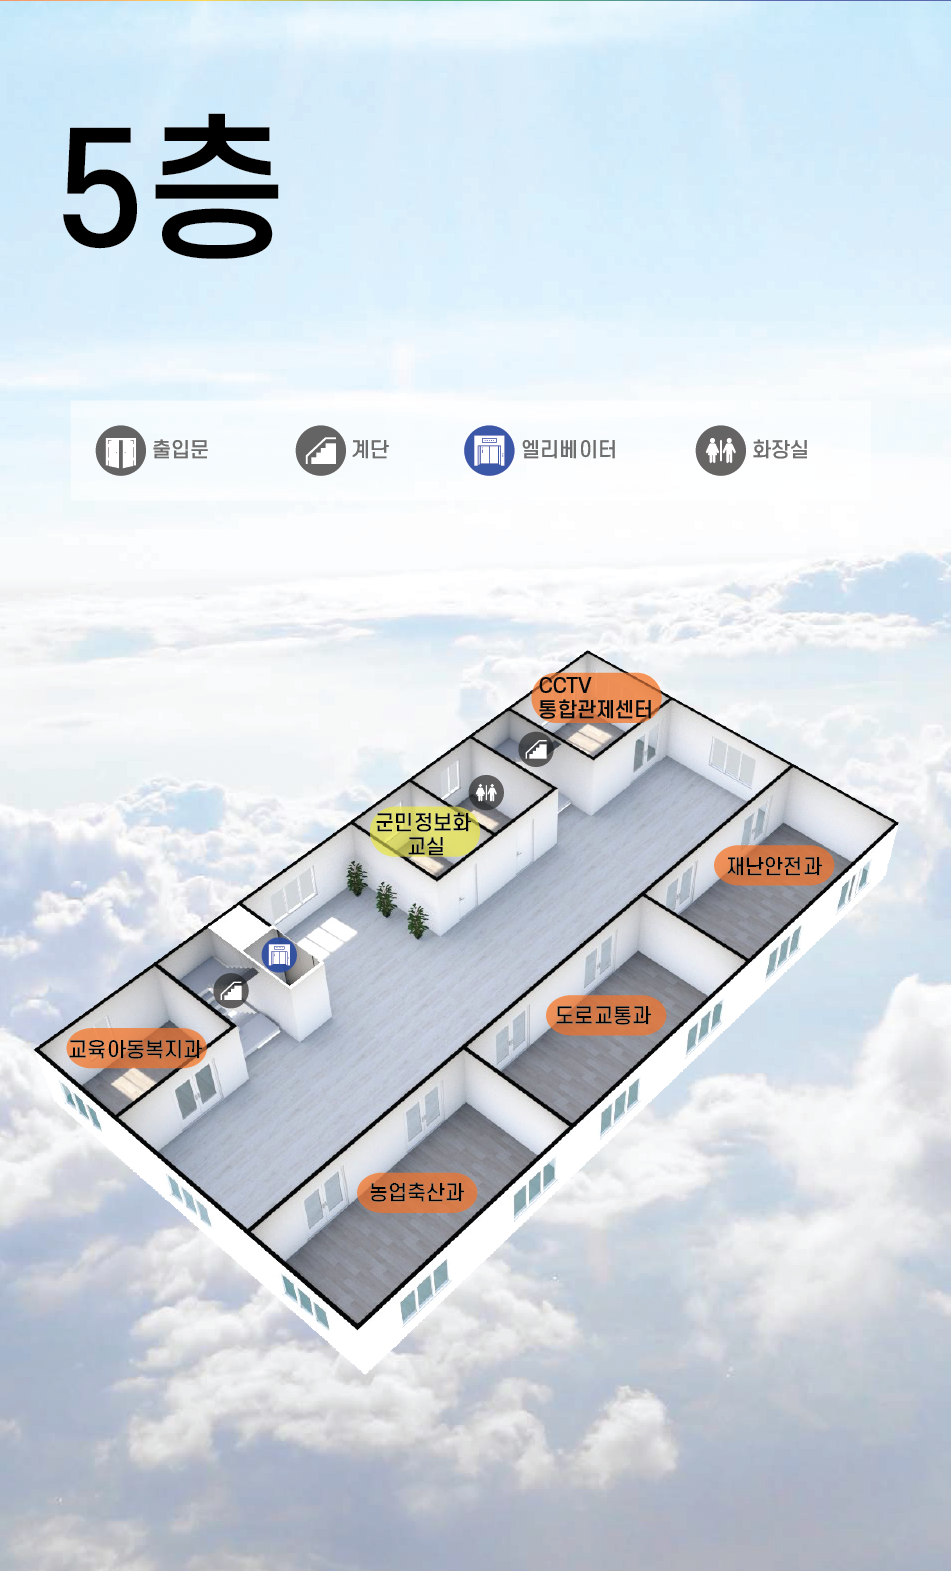 5층
출입문
계단
엘리베이터
화장실
CCTV
통합관제센터
군민정보화
교실
재난안전과
도로교통과
교육아동복지과
농업축산과